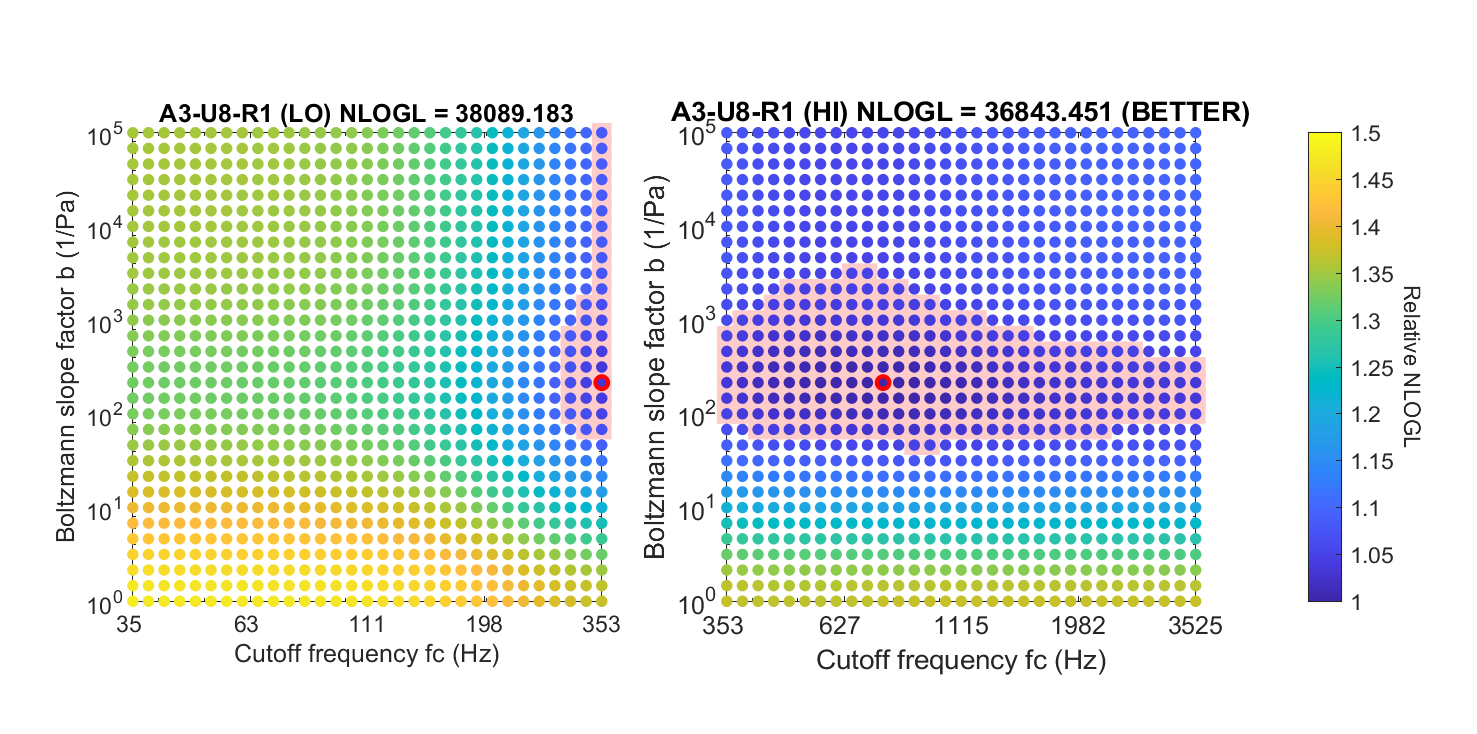 A3-U8-R1 (LO) NLOGL = 38089.183
Boltzmann slope factor b (1/Pa)
10^5
10^4
10^3
10^2
10^1
10^0
35 63 111 198 353
Cutoff frequency fc (Hz)
A3-U8-R1 (HI) NLOGL = 36843.451 (BETTER)
Boltzmann slope factor b (1/Pa)
10^5
10^4
10^3
10^2
10^1
10^0
353 627 1115 1982 3525
Cutoff frequency fc (Hz)
1.5
1.45
1.4
1.35
1.3
1.25
1.2
1.15
1.1
1.05
1
Relative NLOGL